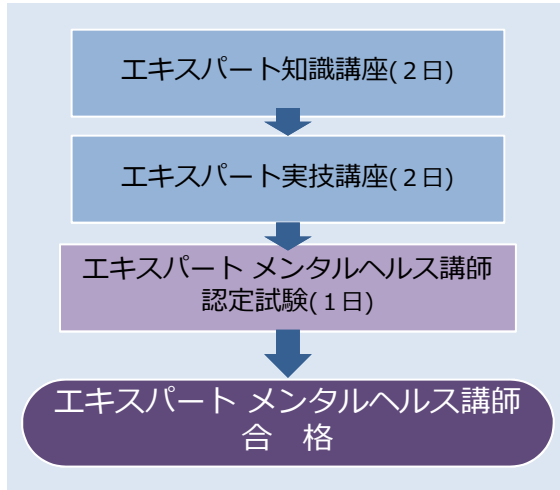 エキスパート知識講座(２日)
エキスパート実技講座(２日)
エキスパート メンタルヘルス講師
認定試験(１日)
エキスパート メンタルヘルス講師
合　格